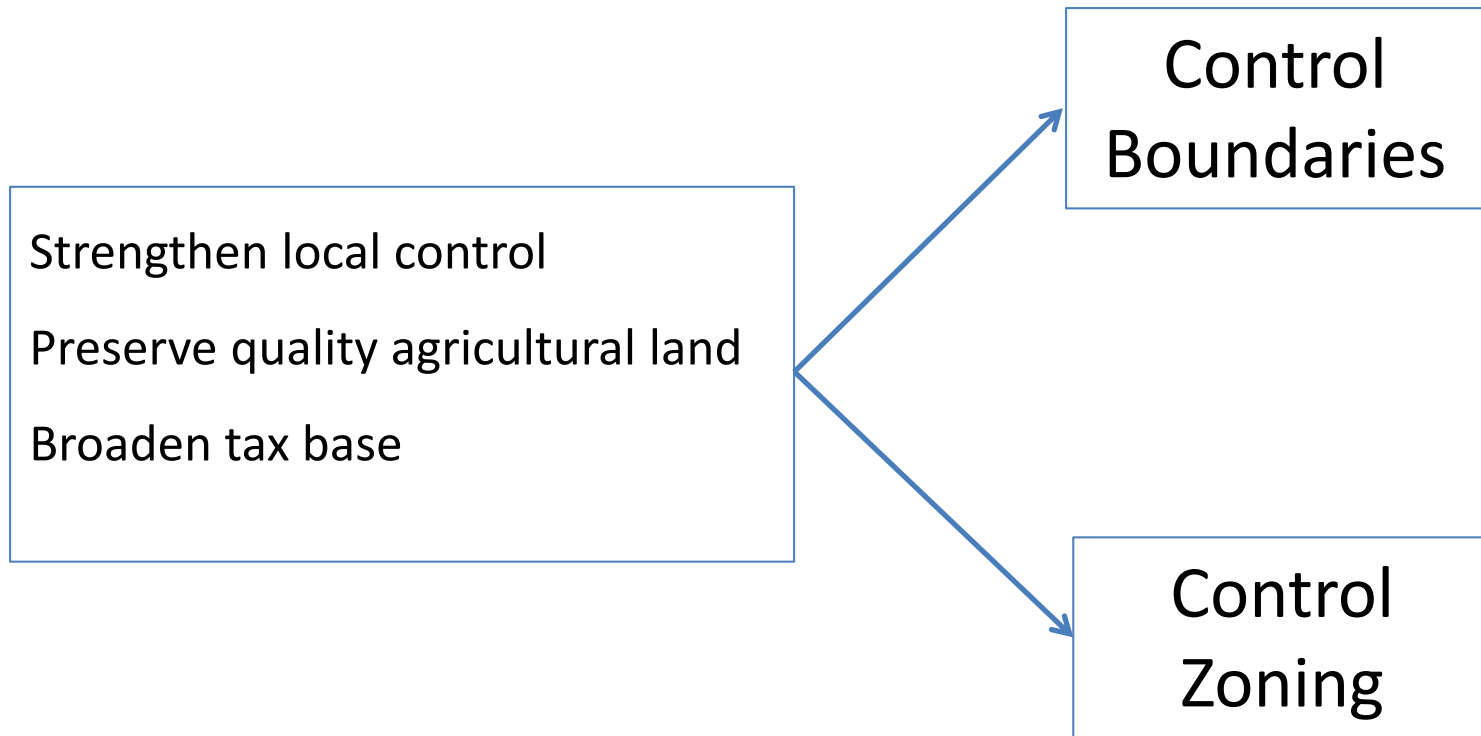 Control
Boundaries
Strengthen local control
Preserve quality agricultural land
Broaden tax base
Control
Zoning